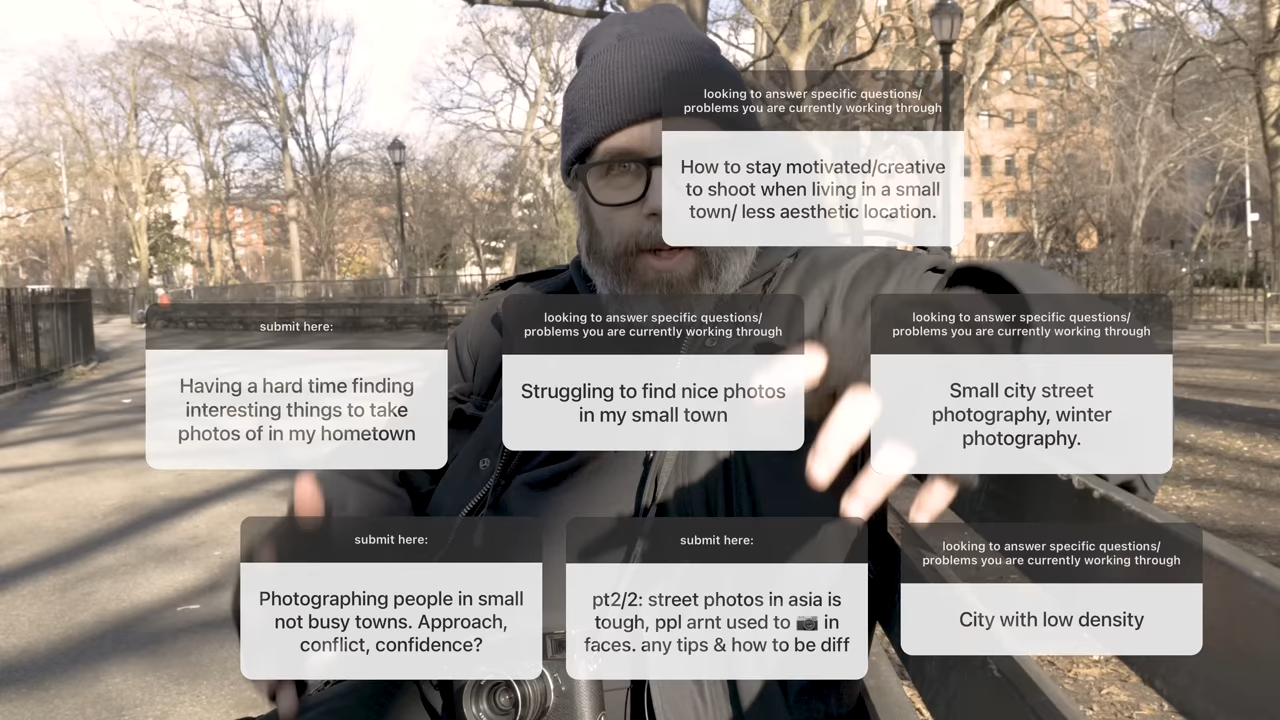 looking to answer specific questions/
problems you are currently working through
How to stay motivated/creative
to shoot when living in a small
town/ less aesthetic location.
submit here:
Having a hard time finding
interesting things to take
photos of in my hometown
looking to answer specific questions/
problems you are currently working through
Struggling to find nice photos
in my small town
looking to answer specific questions/
problems you are currently working through
Small city street
photography, winter
photography.
submit here:
Photographing people in small
not busy towns. Approach,
conflict, confidence?
submit here:
pt2/2: street photos in asia is
tough, ppl arnt used to 📷 in
faces. any tips & how to be diff
looking to answer specific questions/
problems you are currently working through
City with low density